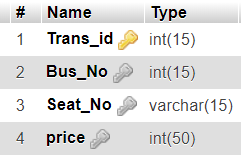 # Name Type
1 Trans_id int(15)
2 Bus_No int(15)
3 Seat_No varchar(15)
4 price int(50)